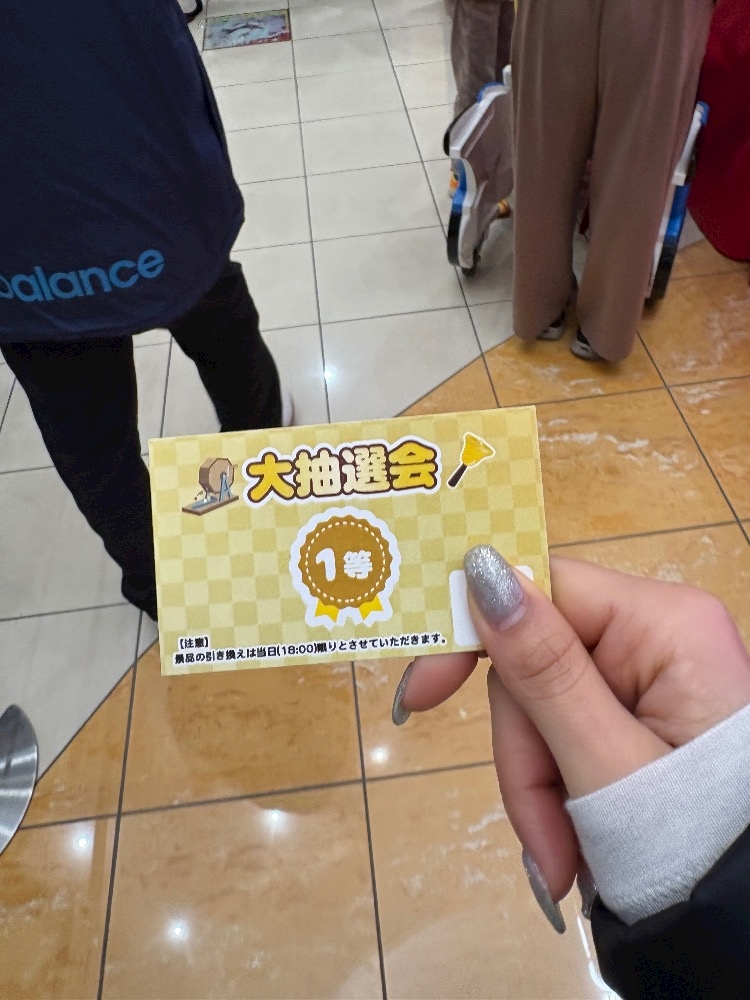 balance
大抽選会
1等
【注意】
景品の引き換えは当日(18:00)限りとさせていただきます。